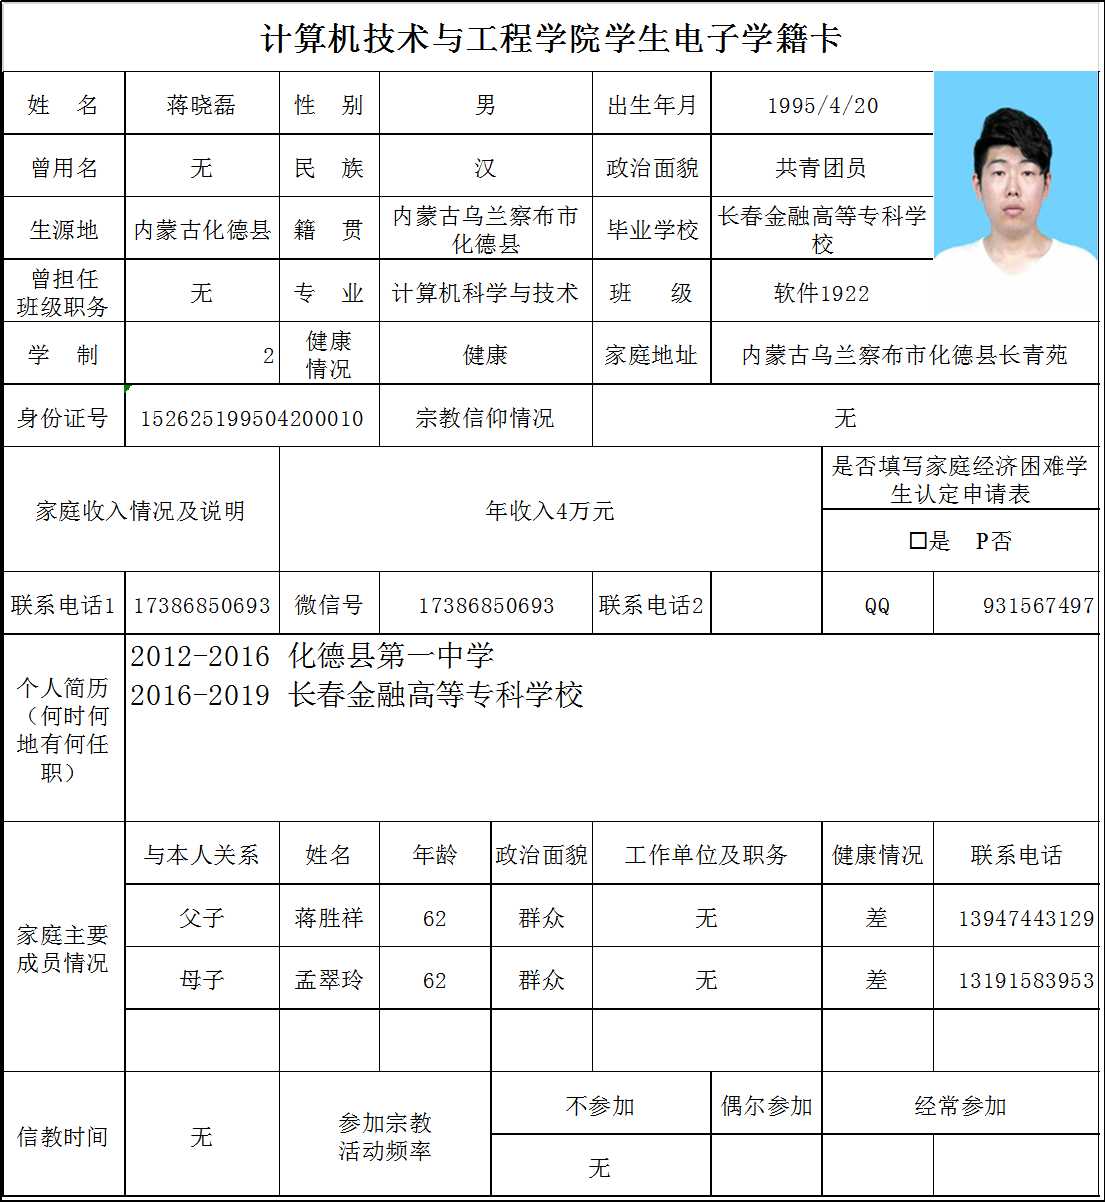 计算机技术与工程学院学生电子学籍卡
姓 名 蒋晓磊 性 别 男 出生年月 1995/4/20
曾用名 无 民 族 汉 政治面貌 共青团员
生源地 内蒙古化德县 籍 贯 内蒙古乌兰察布市 毕业学校 长春金融高等专科学
化德县 校
曾担任
班级职务 无 专 业 计算机科学与技术 班 级 软件1922
学 制 2 健康
情况 健康 家庭地址 内蒙古乌兰察布市化德县长青苑
身份证号 152625199504200010 宗教信仰情况 无
家庭收入情况及说明 年收入4万元
是否填写家庭经济困难学
生认定申请表
□是 P否
联系电话1 17386850693 微信号 17386850693 联系电话2 QQ 931567497
个人简历
（何时何
地有何任
职）
2012-2016 化德县第一中学
2016-2019 长春金融高等专科学校
家庭主要
成员情况
与本人关系 姓名 年龄 政治面貌 工作单位及职务 健康情况 联系电话
父子 蒋胜祥 62 群众 无 差 13947443129
母子 孟翠玲 62 群众 无 差 13191583953
信教时间 无 参加宗教
活动频率
不参加 偶尔参加 经常参加
无